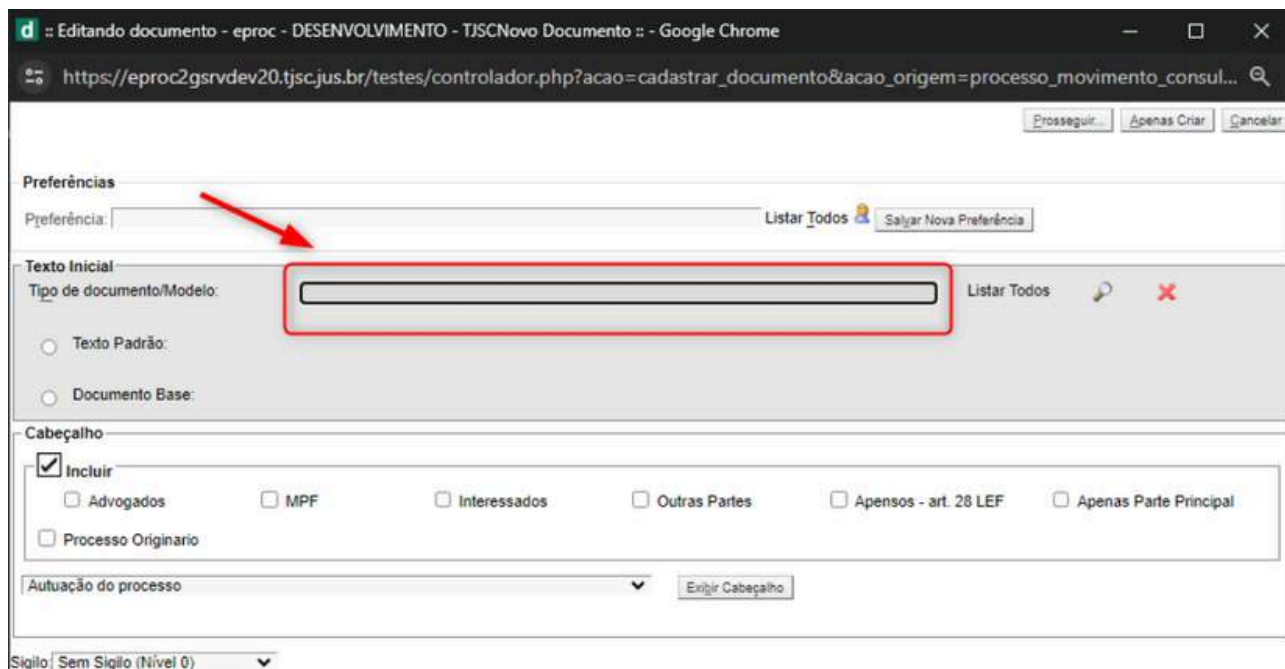 :: Editando documento - eproc - DESENVOLVIMENTO - TJSCNovo Documento :: - Google Chrome
https://eproc2gsrvdev20.tjsc.jus.br/testes/controlador.php?acao=cadastrar_documento&acao_origem=processo_movimento_consul...
Prosseguir... Apenas Criar Cancelar
Preferências
Preferência: Listar Todos Salvar Nova Preferência
Texto Inicial
Tipo de documento/Modelo: Listar Todos
Texto Padrão:
Documento Base:
Cabeçalho
Incluir
Advogados MPF Interessados Outras Partes Apensos - art. 28 LEF Apenas Parte Principal
Processo Originario
Autuação do processo Exibir Cabeçalho
Sigilo: Sem Sigilo (Nível 0)